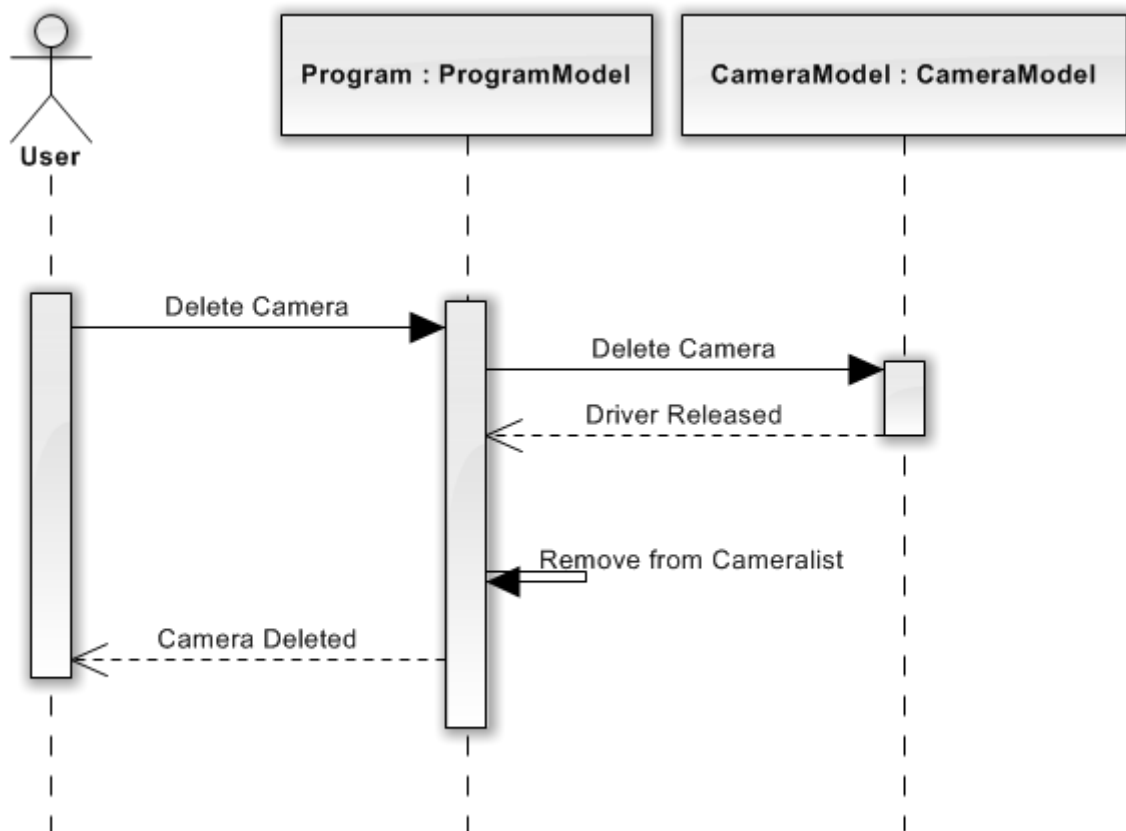 Program : ProgramModel
CameraModel : CameraModel
User
Delete Camera
Delete Camera
Driver Released
Remove from Cameralist
Camera Deleted